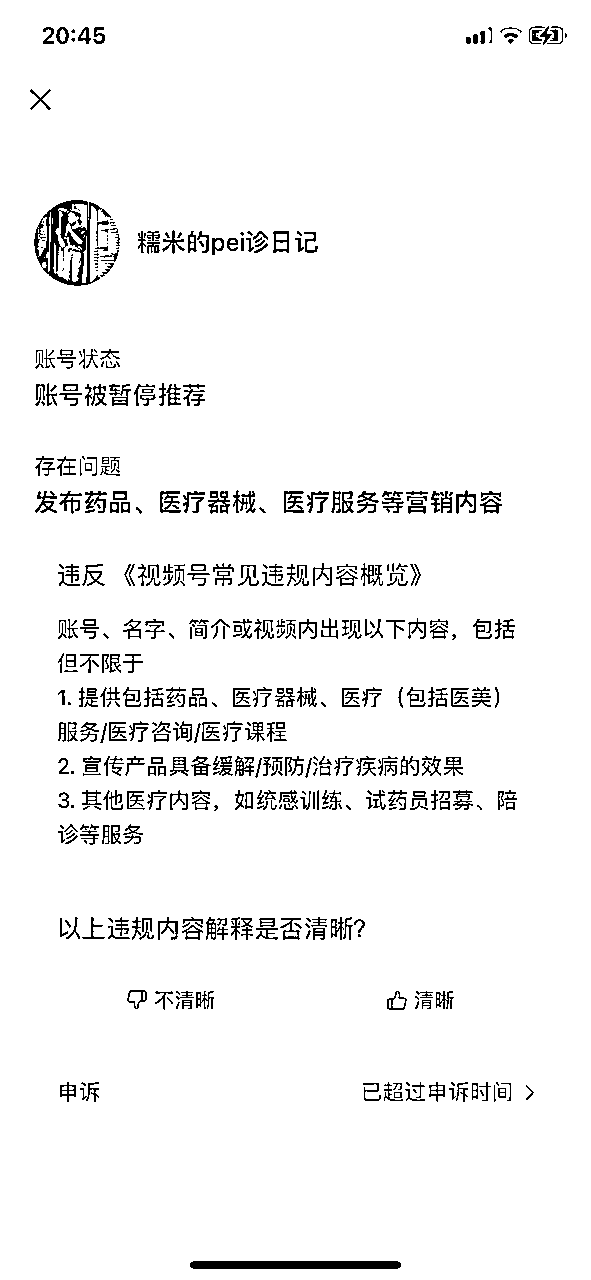 20:45
糯米的pei诊日记
账号状态
账号被暂停推荐
存在问题
发布药品、医疗器械、医疗服务等营销内容
违反 《视频号常见违规内容概览》
账号、名字、简介或视频内出现以下内容，包括
但不限于
1. 提供包括药品、医疗器械、医疗（包括医美）
服务/医疗咨询/医疗课程
2. 宣传产品具备缓解/预防/治疗疾病的效果
3. 其他医疗内容，如统感训练、试药员招募、陪
诊等服务
以上违规内容解释是否清晰?
不清晰 清晰
申诉 已超过申诉时间